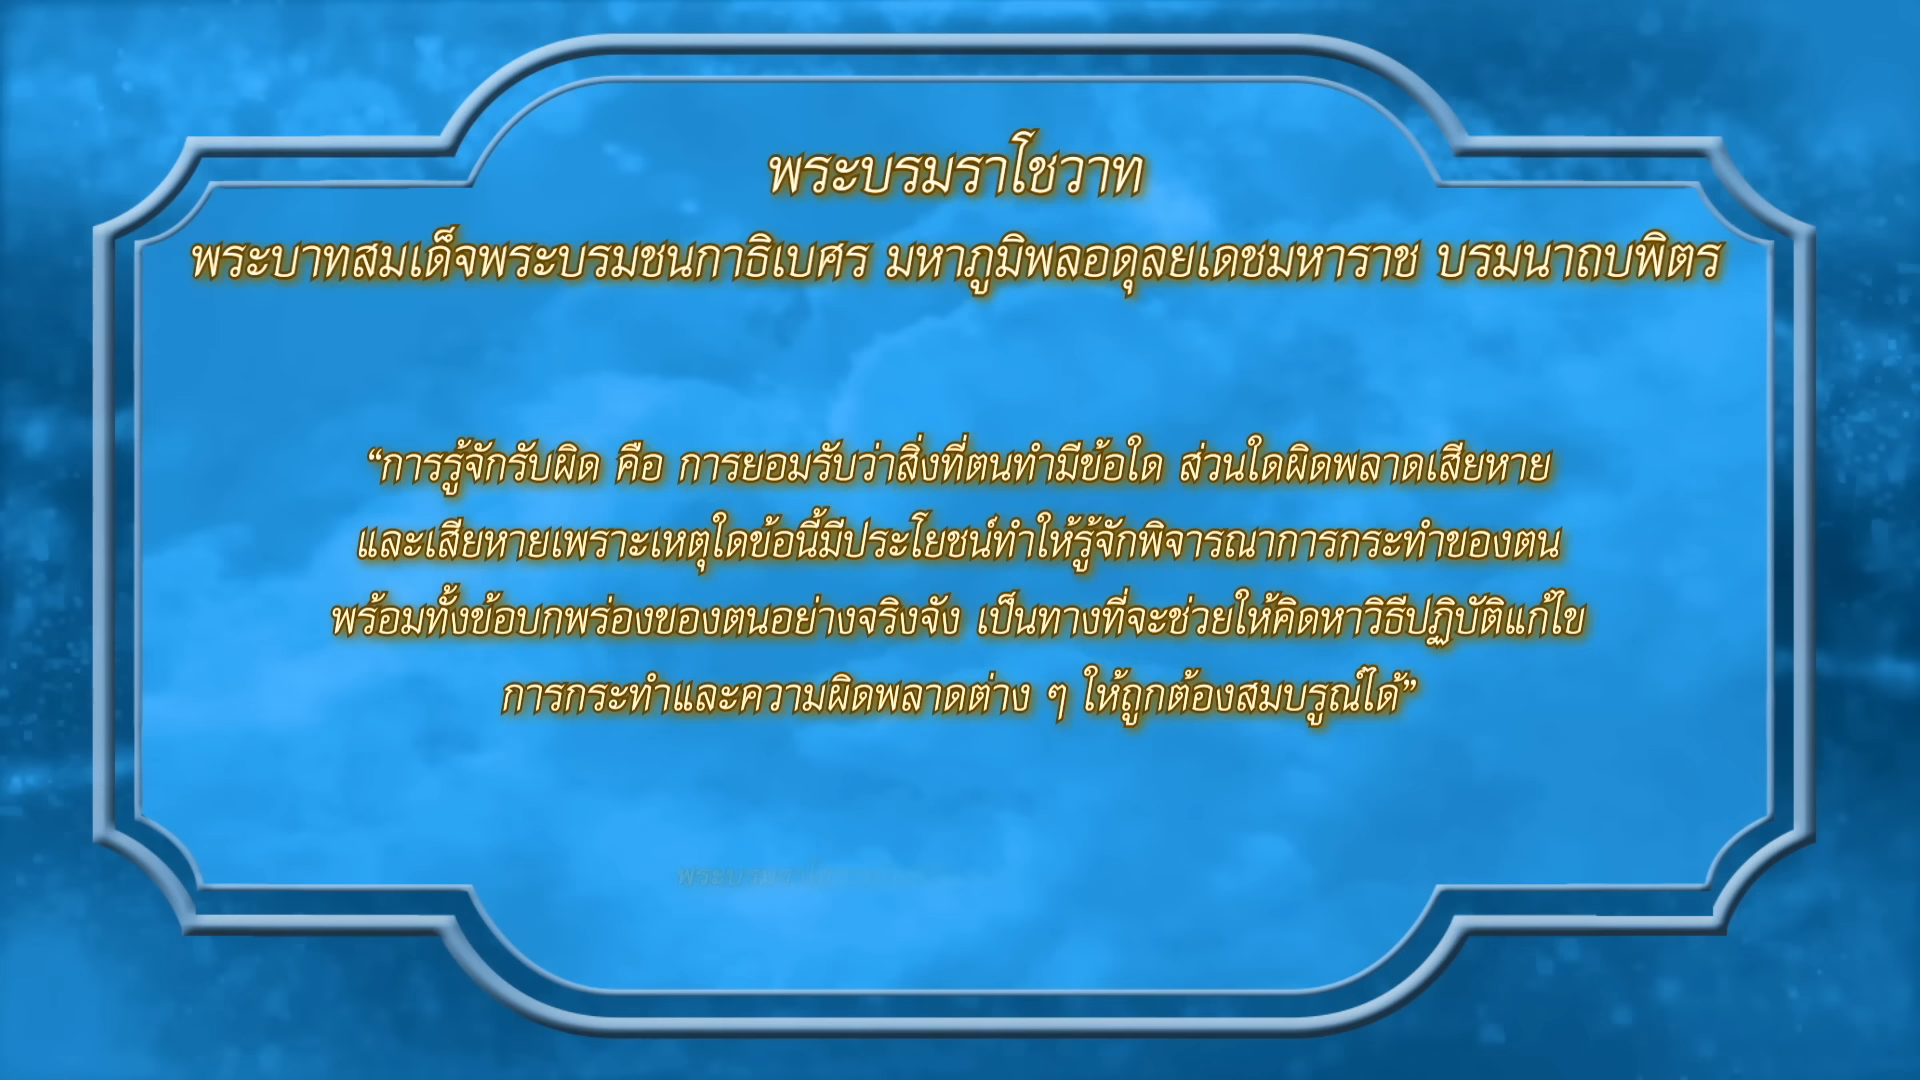 พระบรมราโชวาท
พระบาทสมเด็จพระบรมชนกาธิเบศร มหาภูมิพลอดุลยเดชมหาราช บรมนาถบพิตร
“การรู้จักรับผิด คือ การยอมรับว่าสิ่งที่ตนทำมีข้อใด ส่วนใดผิดพลาดเสียหาย
และเสียหายเพราะเหตุใดข้อนี้มีประโยชน์ทำให้รู้จักพิจารณาการกระทำของตน
พร้อมทั้งข้อบกพร่องของตนอย่างจริงจัง เป็นทางที่จะช่วยให้คิดหาวิธีปฏิบัติแก้ไข
การกระทำและความผิดพลาดต่าง ๆ ให้ถูกต้องสมบรูณ์ได้”